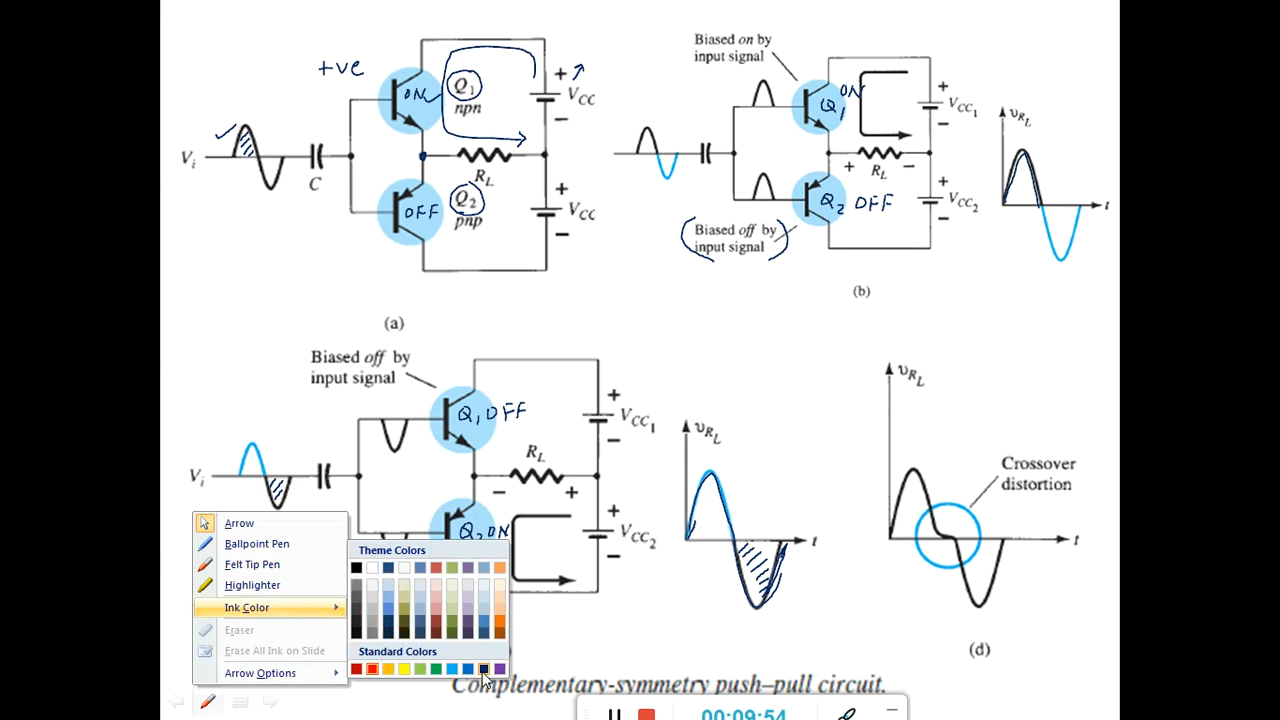 +ve
ON
Q1
npn
+
VCC
−
Vi
C
RL
OFF
Q2
pnp
+
VCC
−
(a)
Biased on by
input signal
ON
Q1
+
VCC1
−
+ RL −
Q2 OFF
+
VCC2
−
(Biased off by
input signal)
υRL
t
(b)
Biased off by
input signal
Q1 OFF
+
VCC1
−
Vi
RL
− +
Q2 ON
+
VCC2
−
υRL
t
υRL
Crossover
distortion
t
(d)
Arrow
Ballpoint Pen
Felt Tip Pen
Highlighter
Ink Color
Eraser
Erase All Ink on Slide
Arrow Options
Theme Colors
Standard Colors
Complementary-symmetry push–pull circuit.
00:09:54